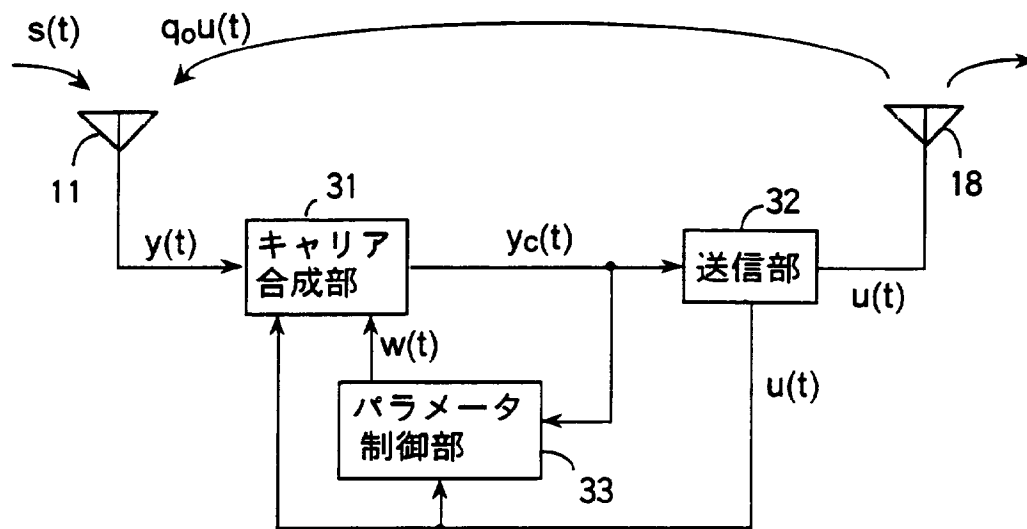 s(t)
qou(t)
11
18
31
32
y(t)
キャリア
合成部
yc(t)
送信部
u(t)
w(t)
u(t)
パラメータ
制御部
33